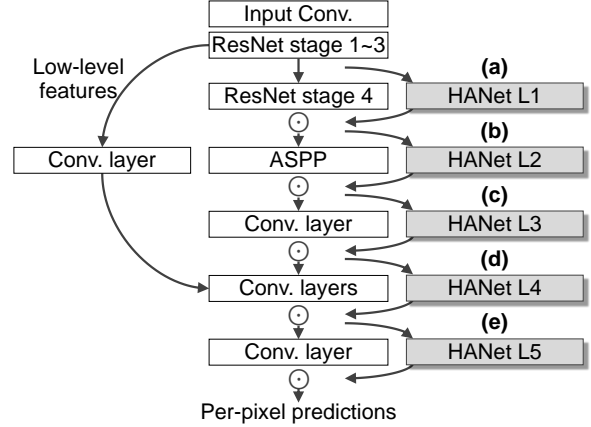 Input Conv.
ResNet stage 1~3
Low-level
features
(a)
ResNet stage 4
HANet L1
(b)
Conv. layer
ASPP
HANet L2
(c)
Conv. layer
HANet L3
(d)
Conv. layers
HANet L4
(e)
Conv. layer
HANet L5
Per-pixel predictions